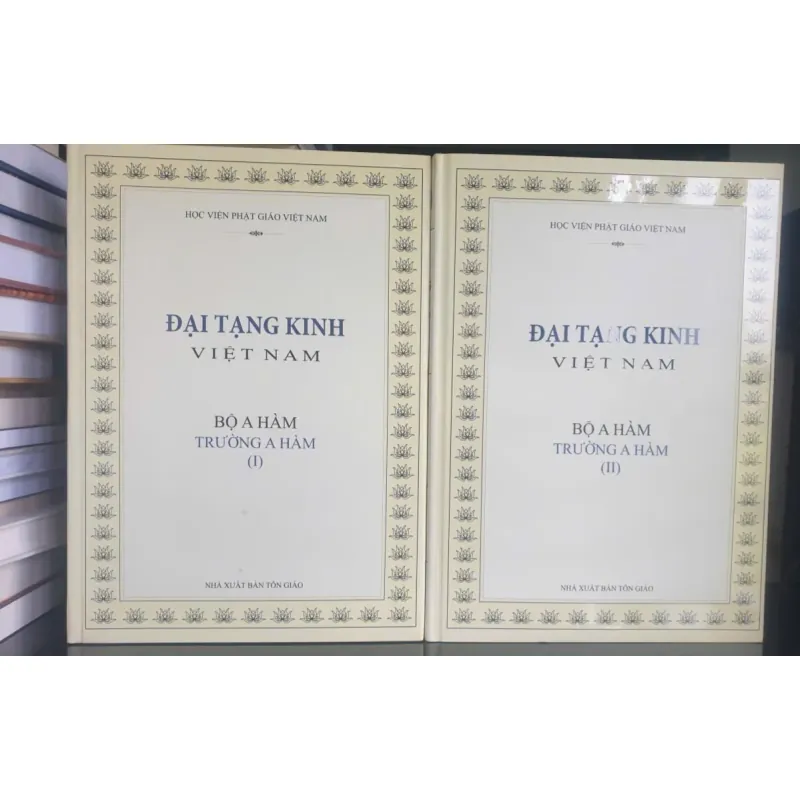 HỌC VIỆN PHẬT GIÁO VIỆT NAM
ĐẠI TẠNG KINH
VIỆT NAM
BỘ A HÀM
TRƯỜNG A HÀM
(I)
NHÀ XUẤT BẢN TÔN GIÁO
HỌC VIỆN PHẬT GIÁO VIỆT NAM
ĐẠI TẠNG KINH
VIỆT NAM
BỘ A HÀM
TRƯỜNG A HÀM
(II)
NHÀ XUẤT BẢN TÔN GIÁO